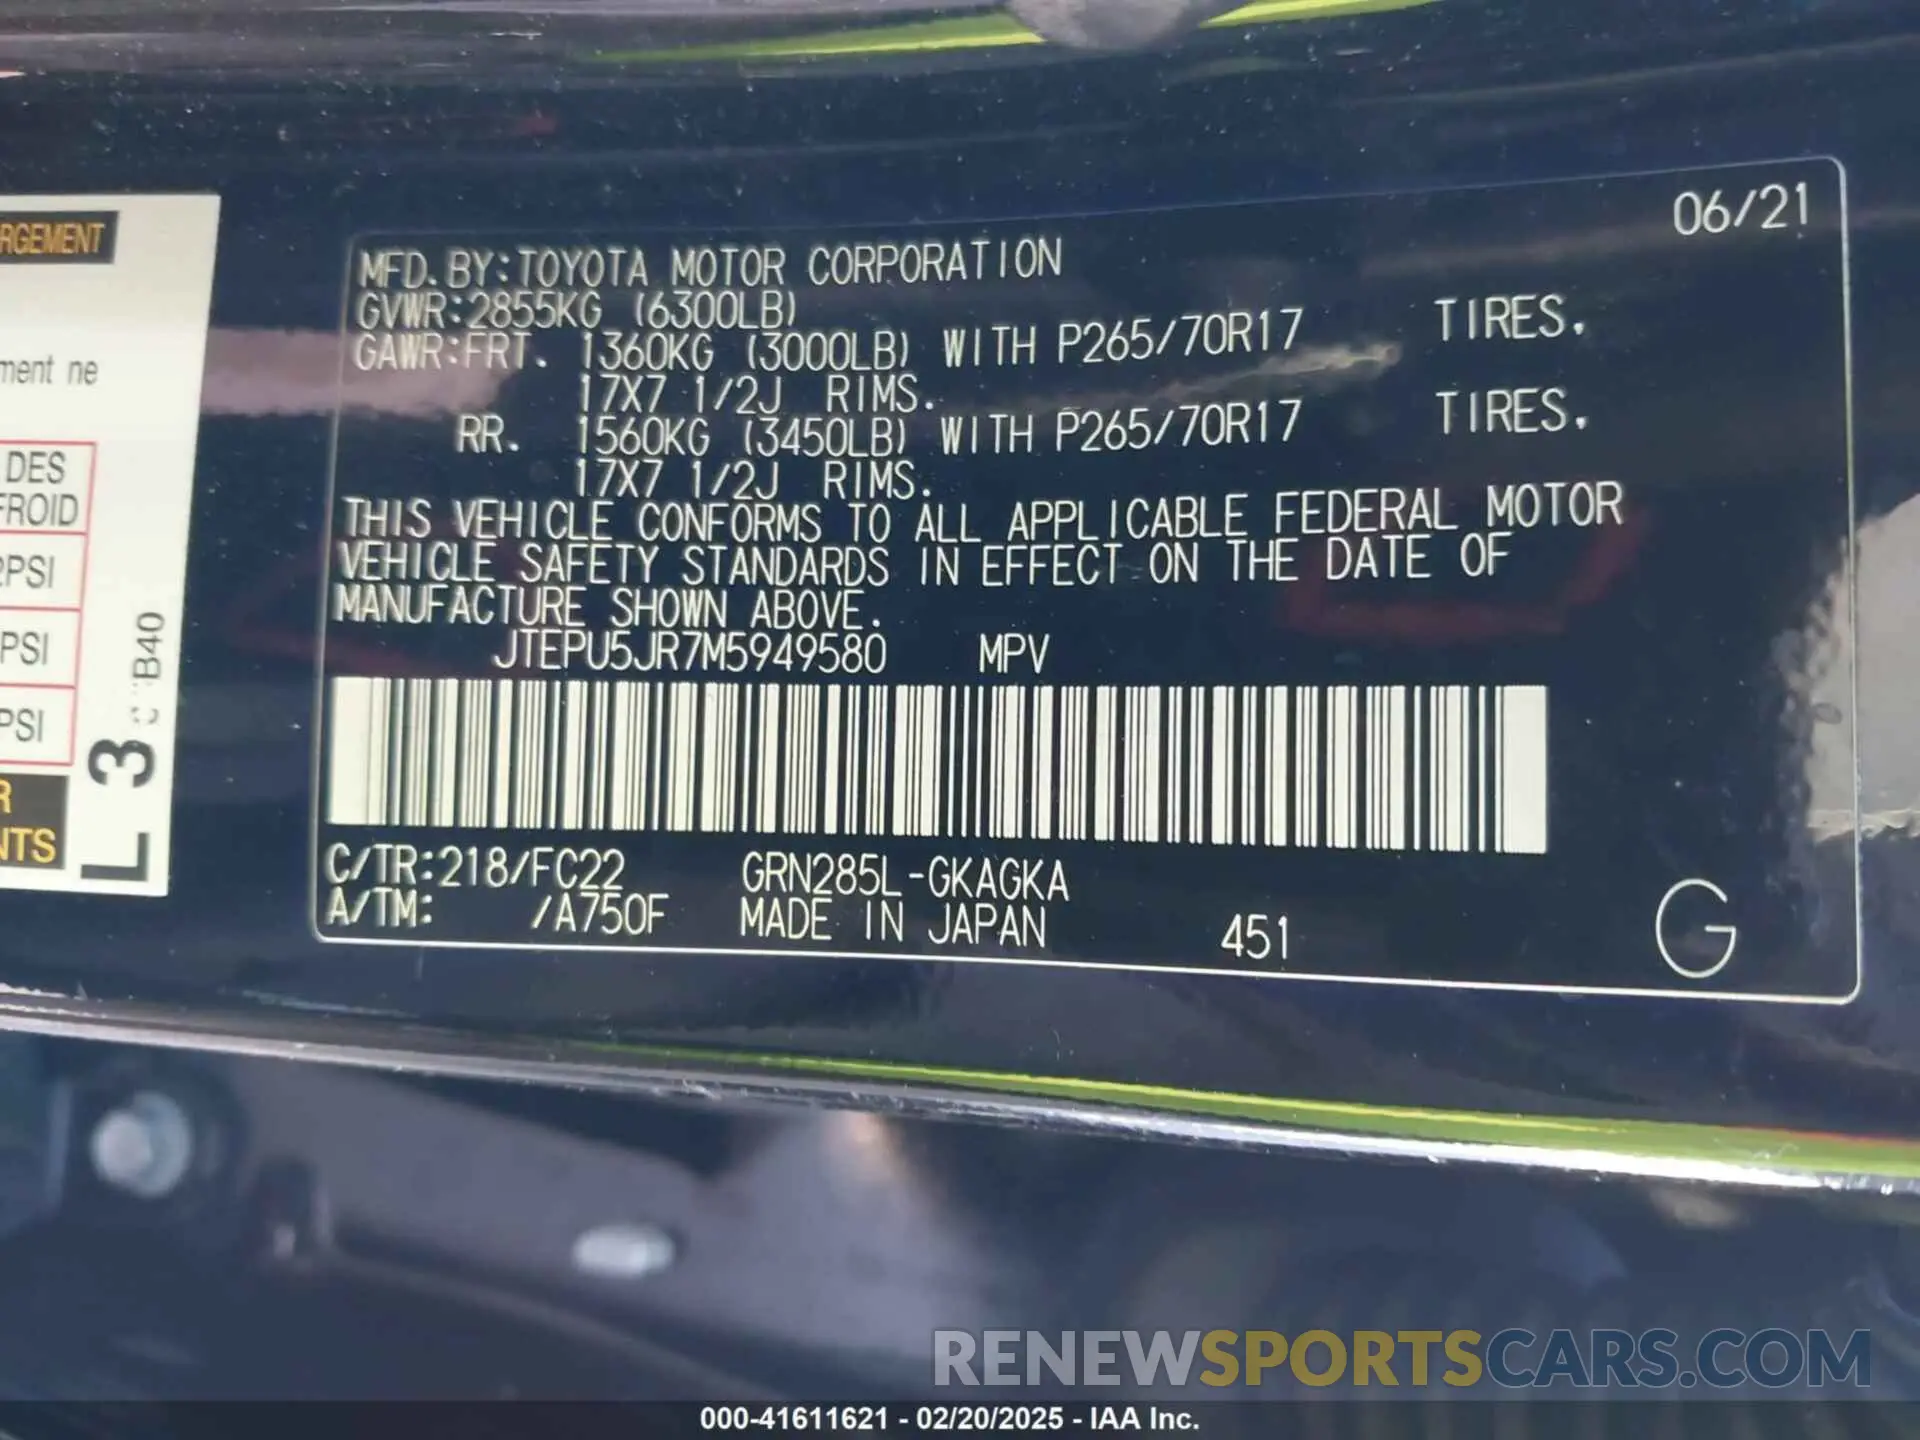 RGEMENT
ment ne
DES
FROID
PSI
PSI
PSI
R
NTS
L 3
B40
06/21
MFD.BY:TOYOTA MOTOR CORPORATION
GVWR:2855KG (6300LB)
GAWR:FRT. 1360KG (3000LB) WITH P265/70R17 TIRES,
17X7 1/2J RIMS.
RR. 1560KG (3450LB) WITH P265/70R17 TIRES,
17X7 1/2J RIMS.
THIS VEHICLE CONFORMS TO ALL APPLICABLE FEDERAL MOTOR
VEHICLE SAFETY STANDARDS IN EFFECT ON THE DATE OF
MANUFACTURE SHOWN ABOVE.
JTEPU5JR7M5949580 MPV
C/TR:218/FC22 GRN285L-GKAGKA
A/TM: /A750F MADE IN JAPAN 451 G
RENEWSPORTSCARS.COM
000-41611621 - 02/20/2025 - IAA Inc.